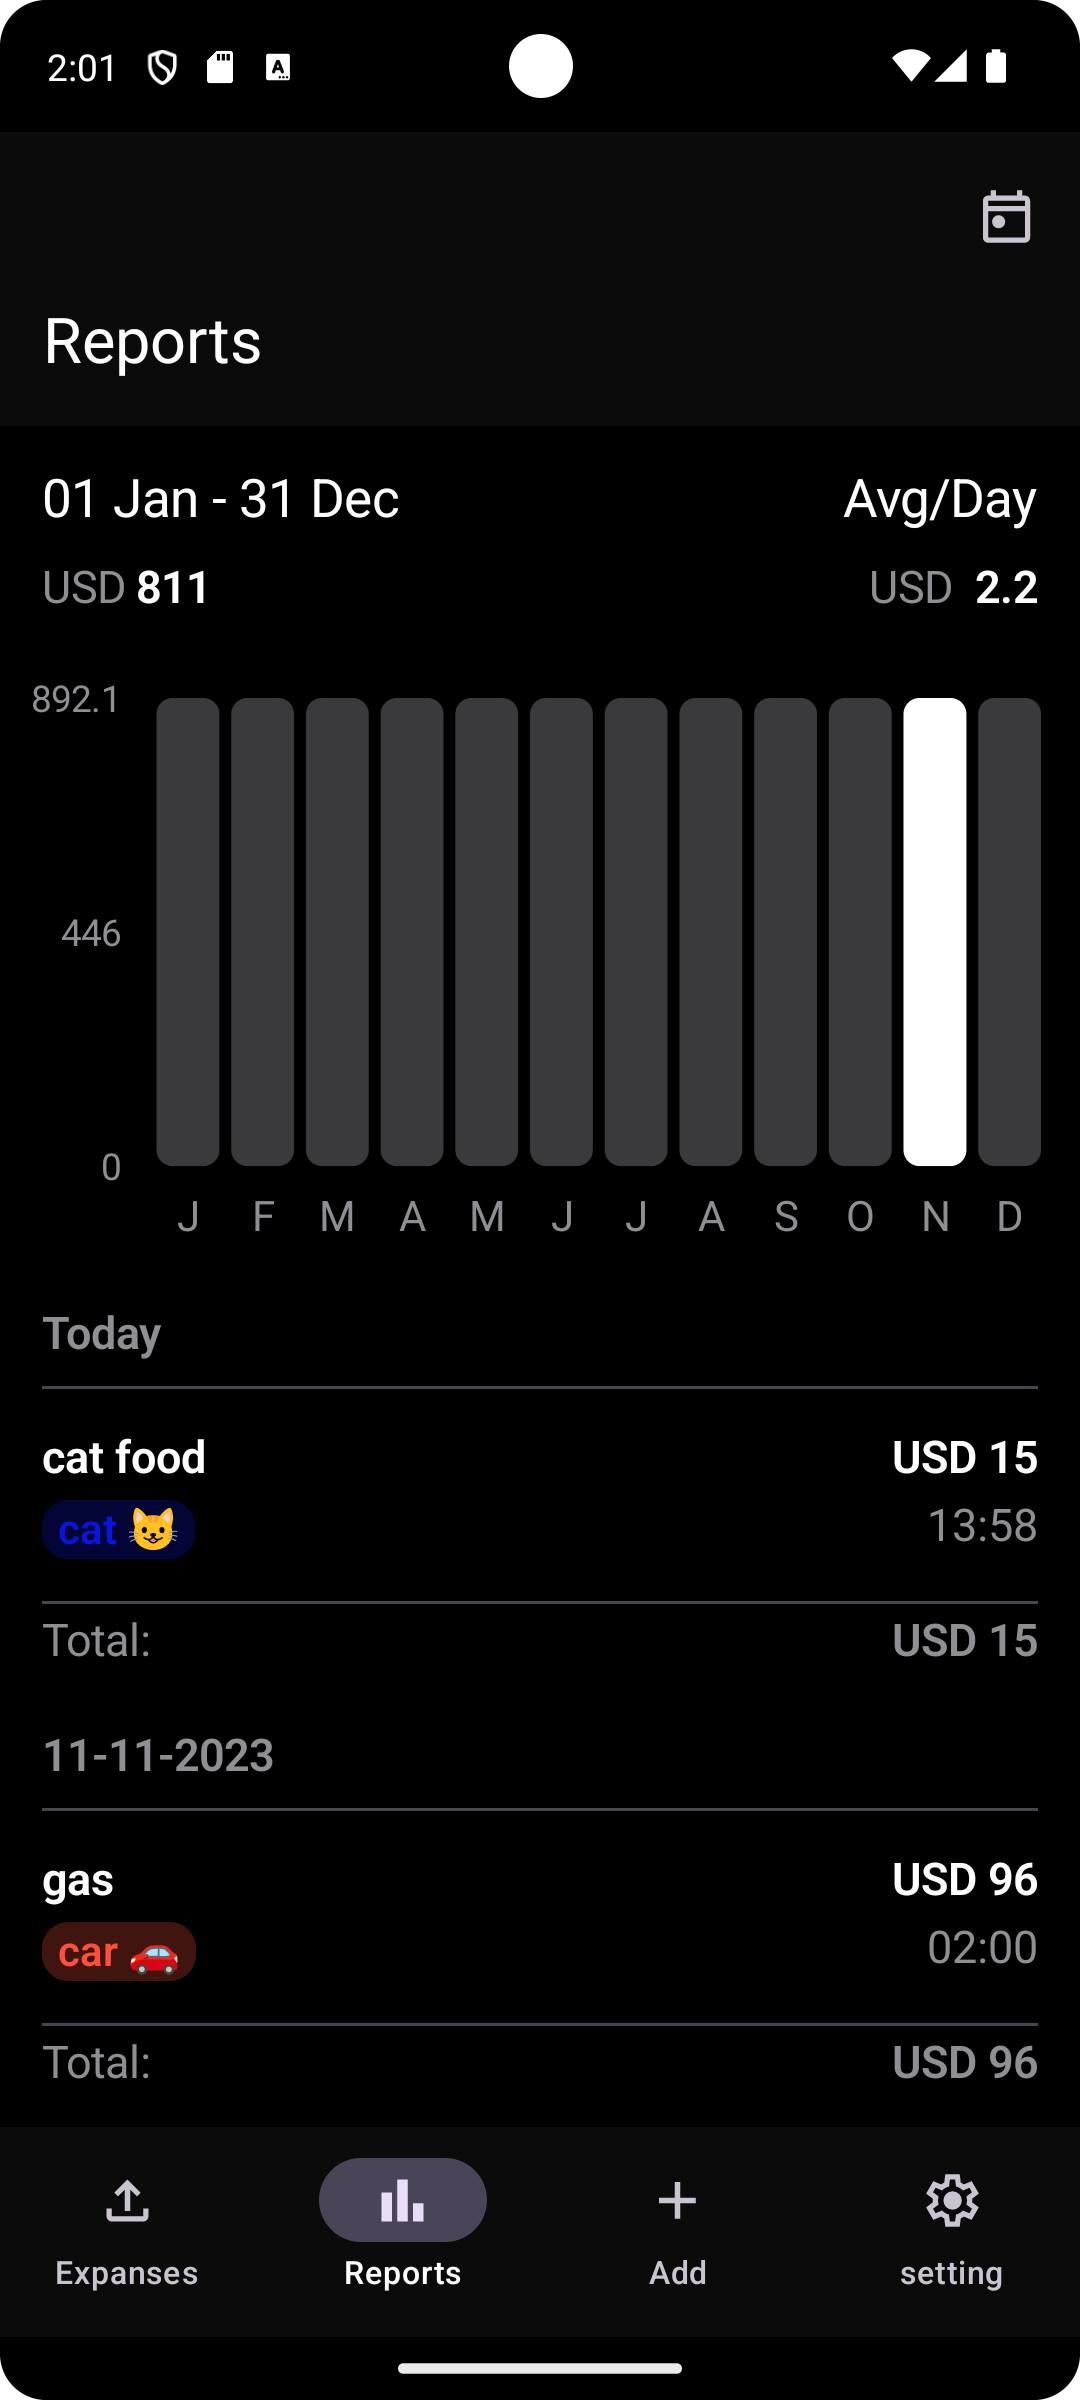 2:01
Reports
01 Jan - 31 Dec Avg/Day
USD 811 USD 2.2
892.1
446
0
J F M A M J J A S O N D
Today
cat food USD 15
cat 😺 13:58
Total: USD 15
11-11-2023
gas USD 96
car 🚗 02:00
Total: USD 96
Expanses Reports Add setting